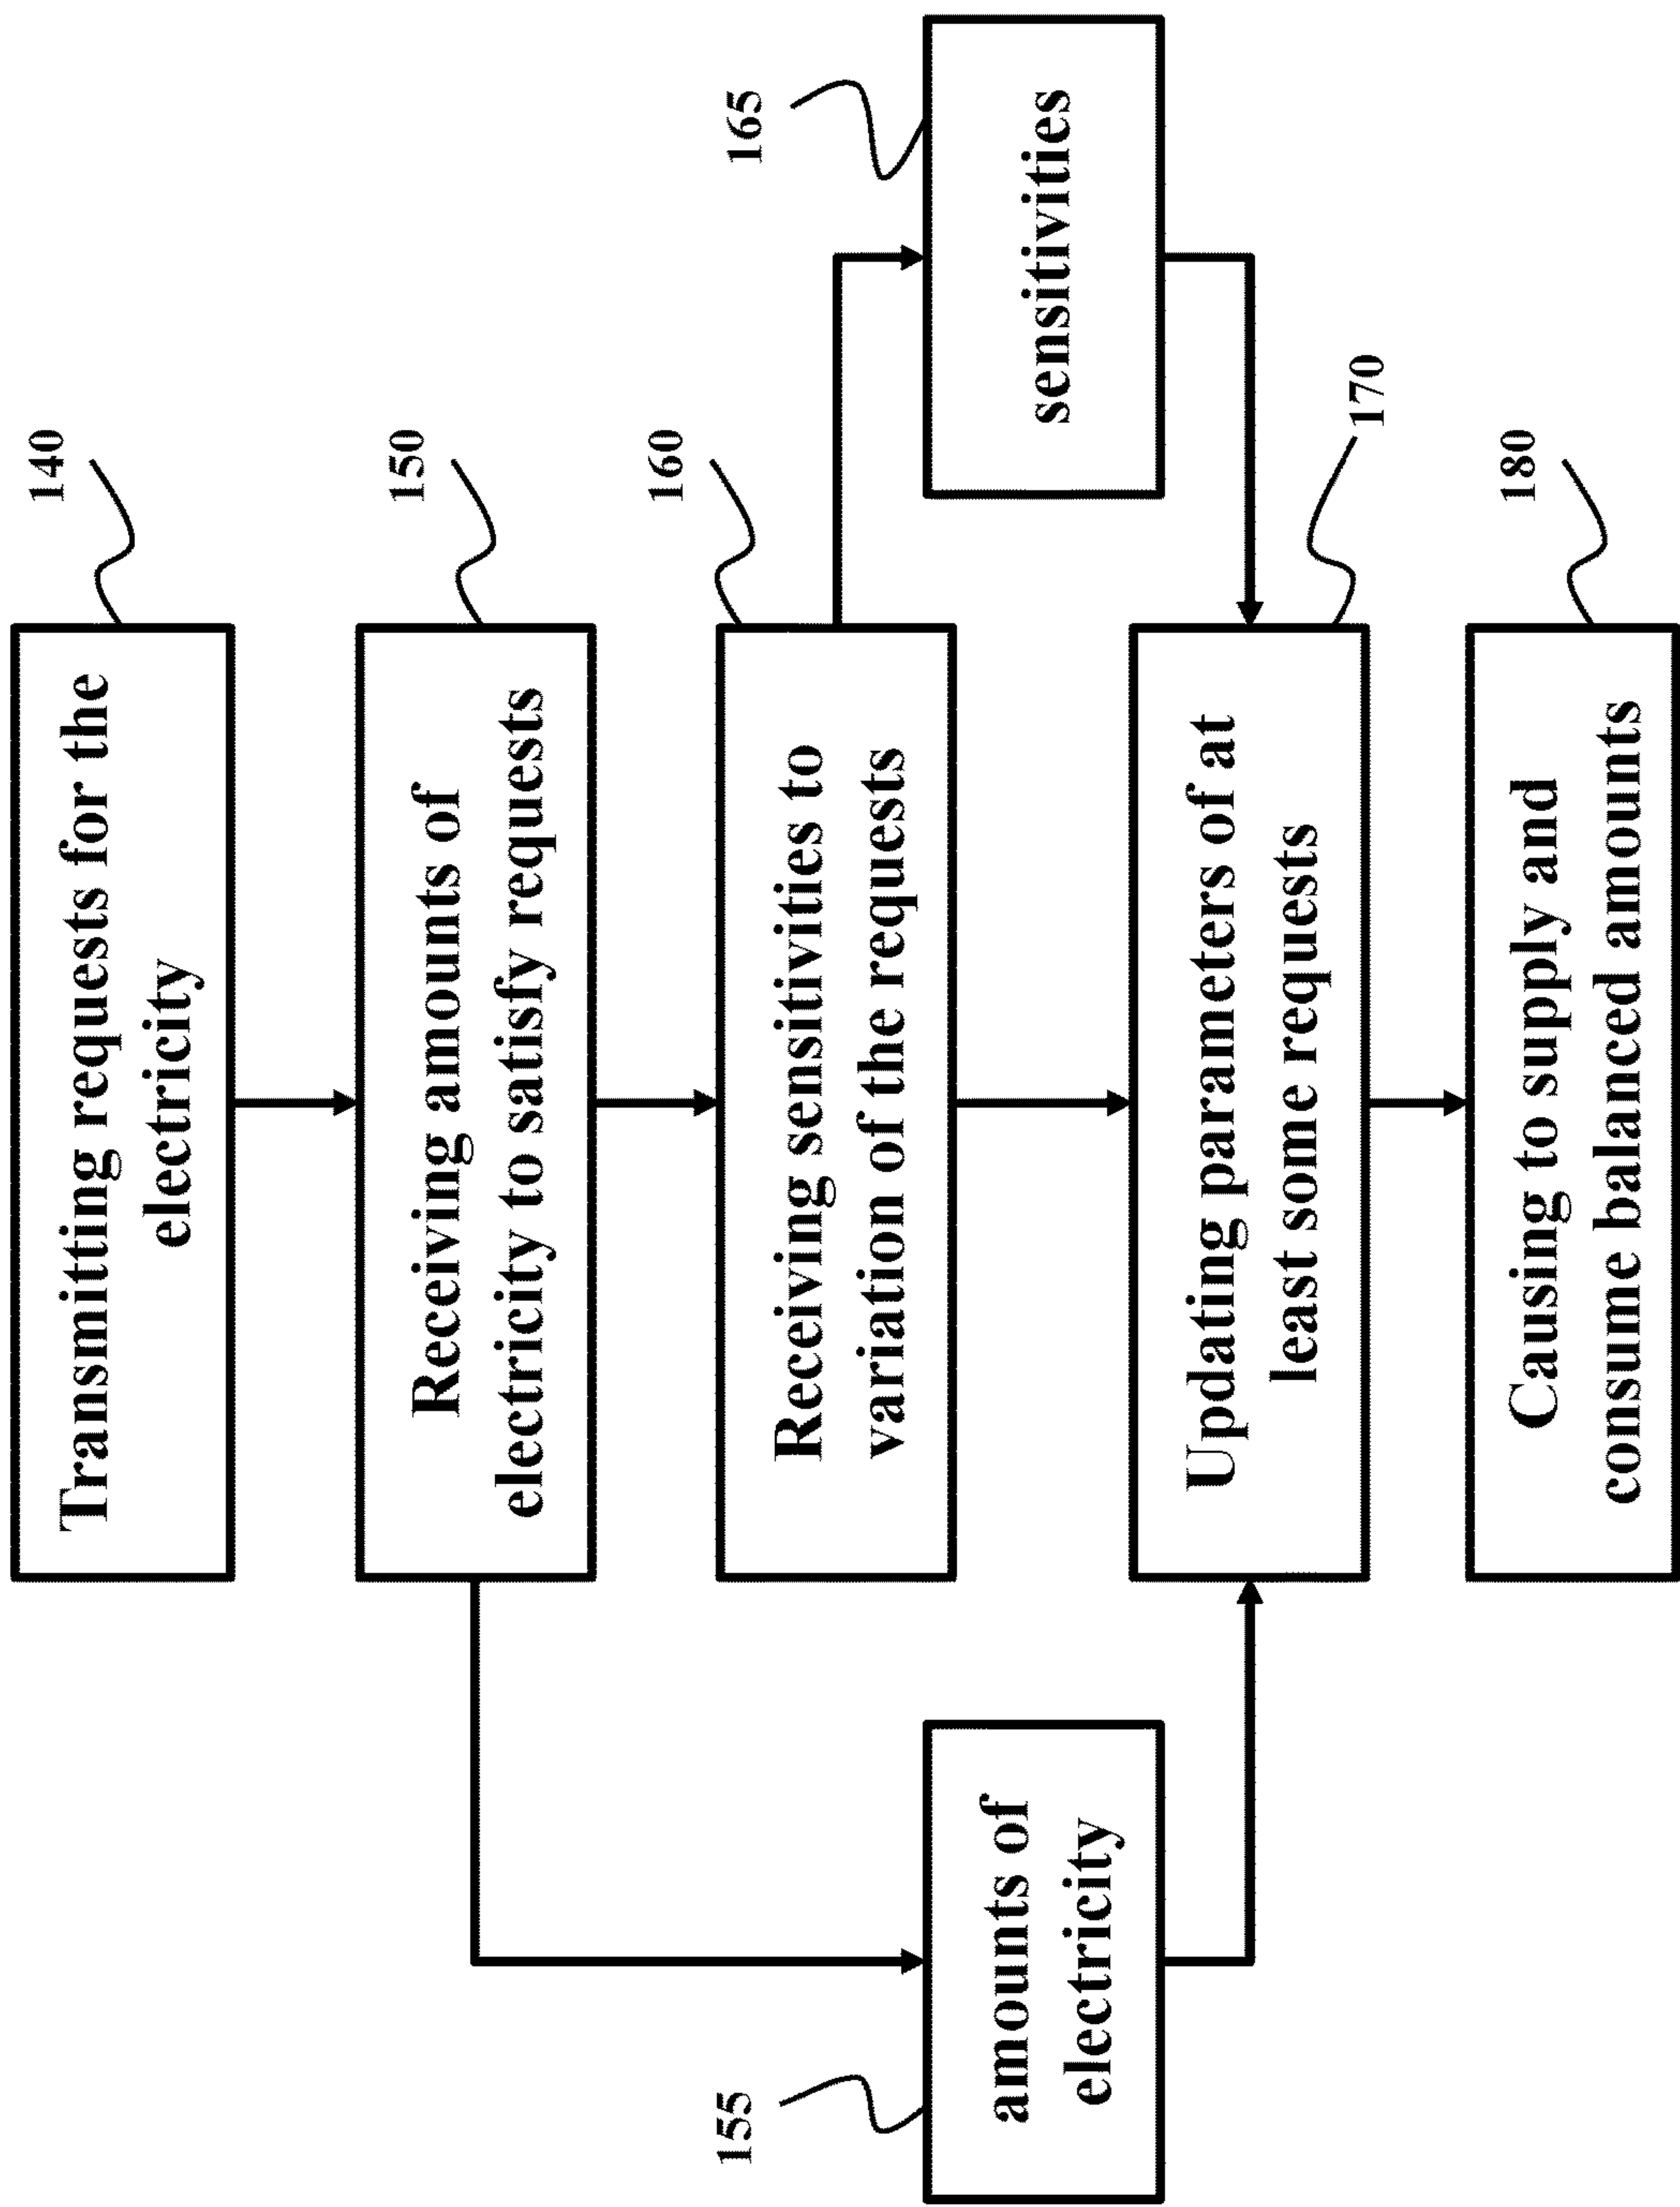 140
Transmitting requests for the
electricity
150
Receiving amounts of
electricity to satisfy requests
160
Receiving sensitivities to
variation of the requests
155
amounts of
electricity
165
sensitivities
170
Updating parameters of at
least some requests
180
Causing to supply and
consume balanced amounts